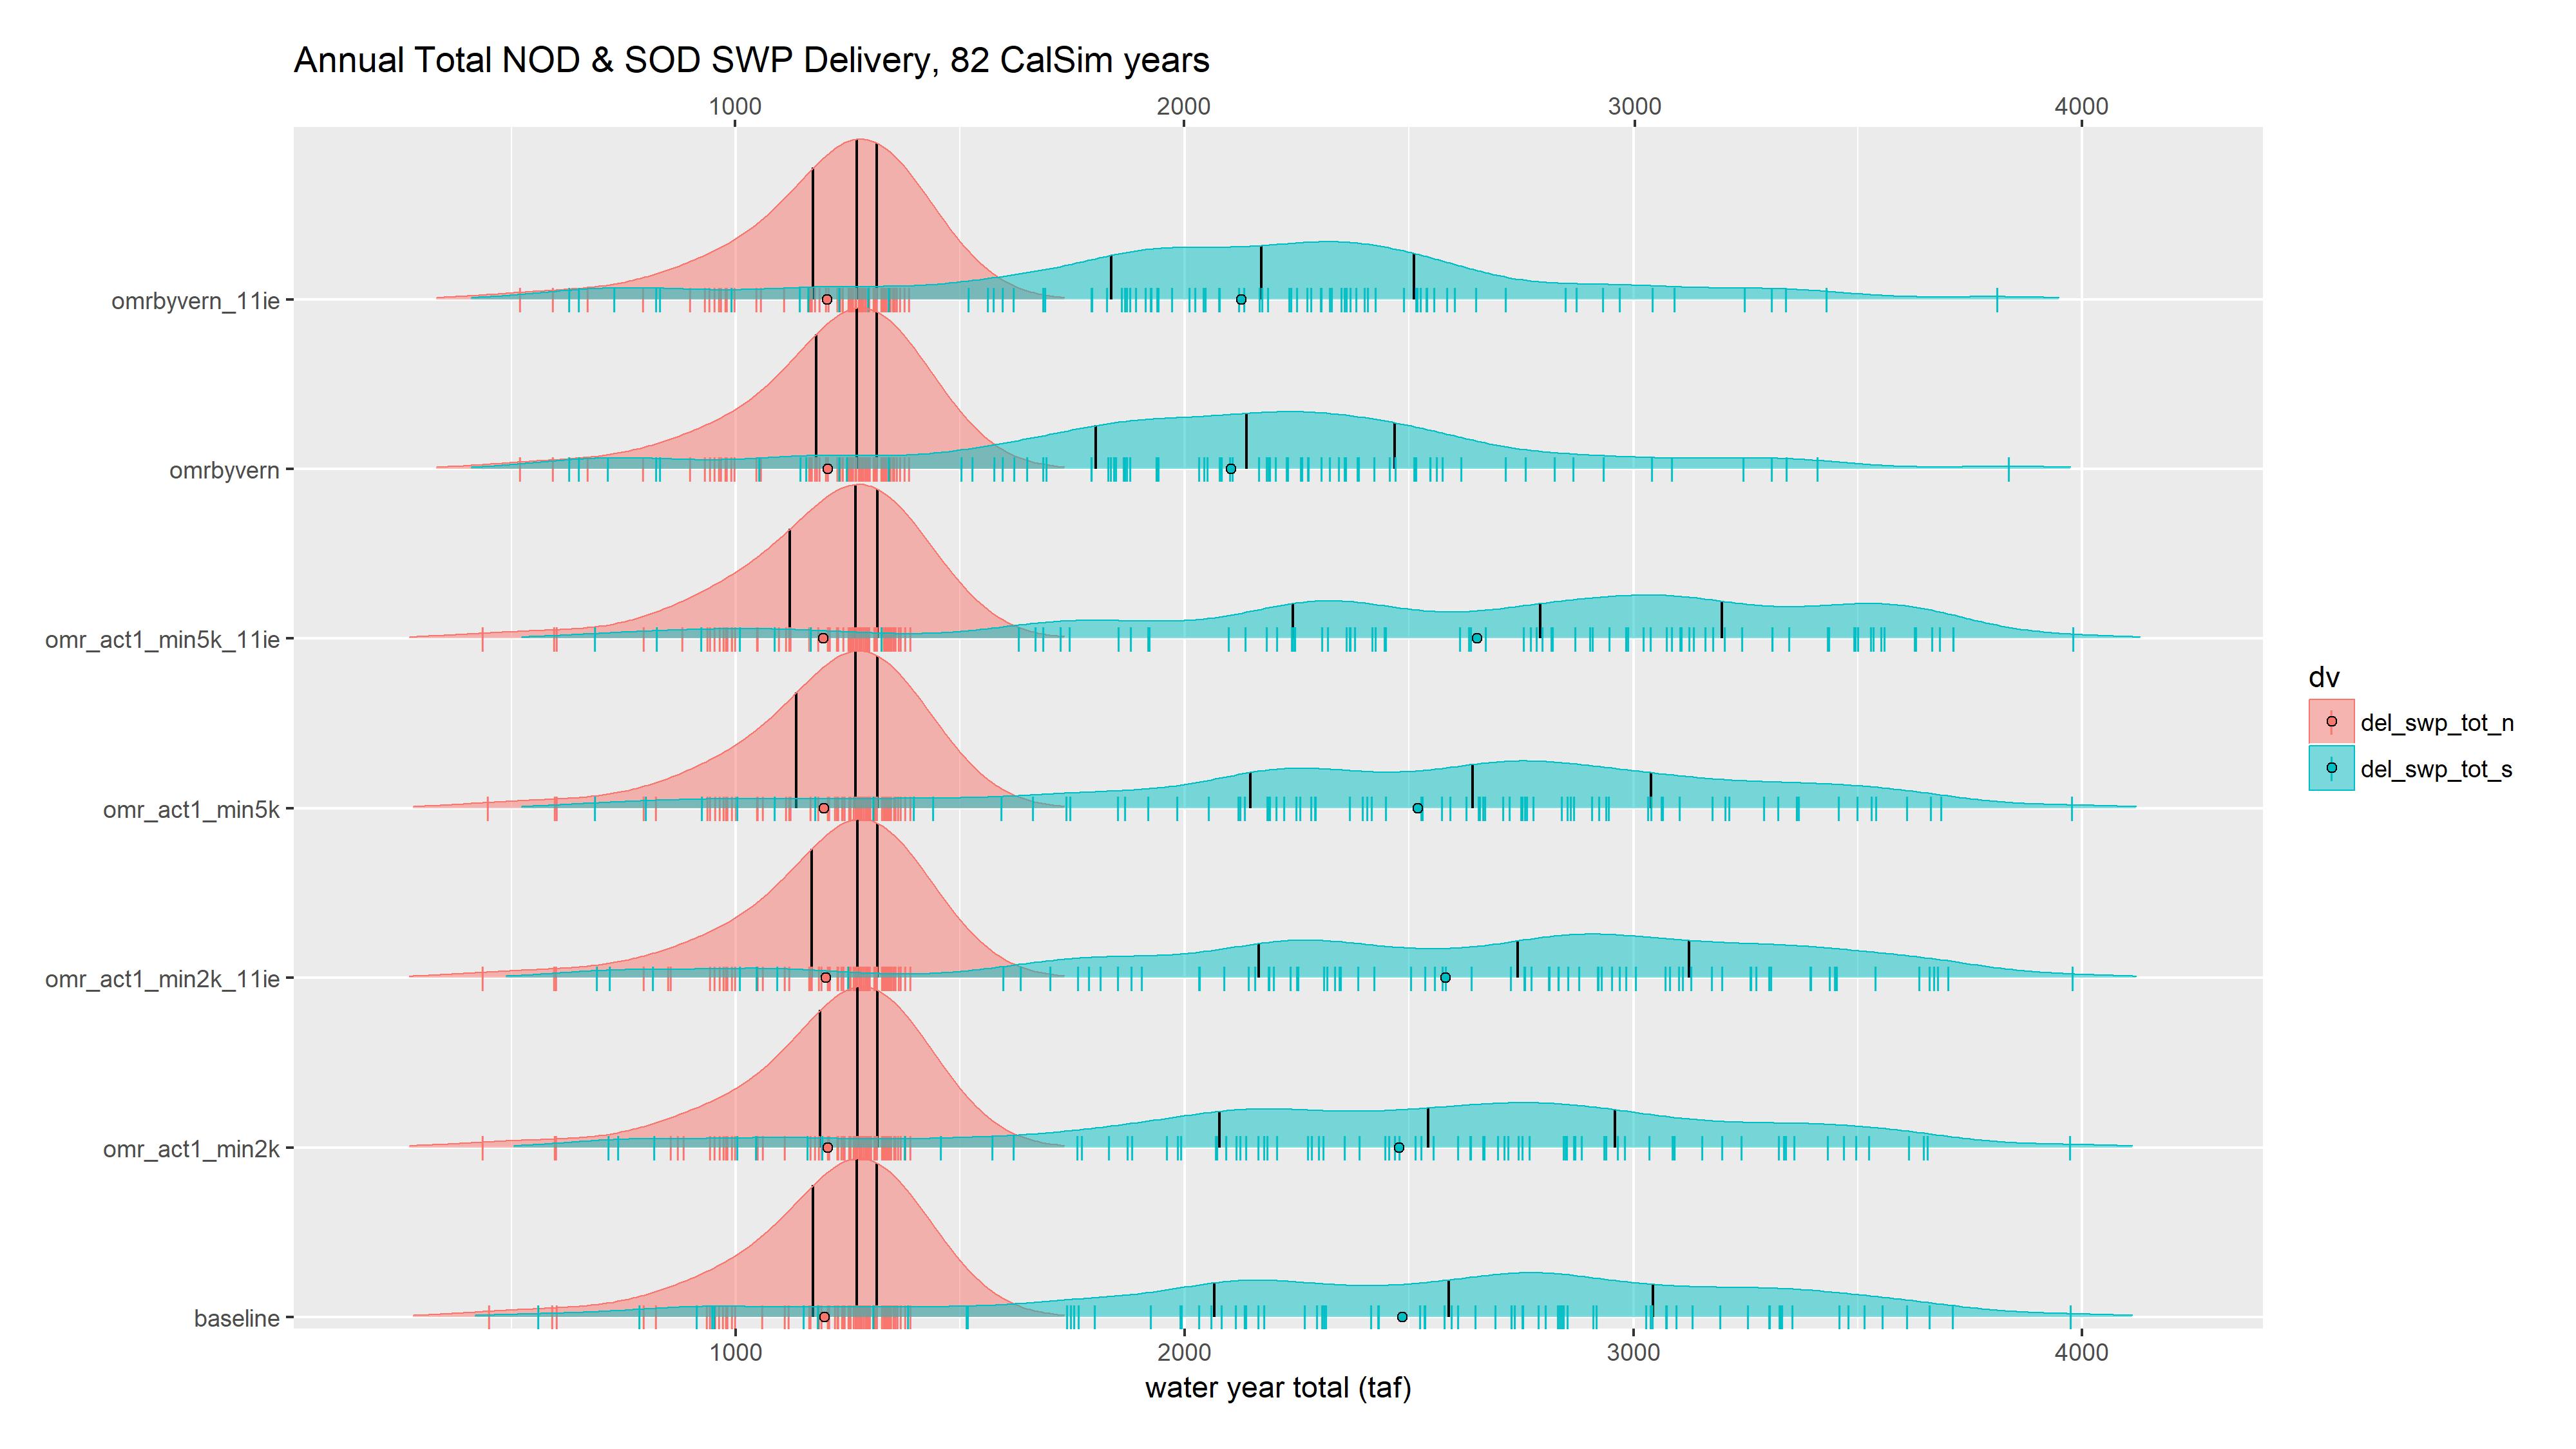 Annual Total NOD & SOD SWP Delivery, 82 CalSim years
1000 2000 3000 4000
omrbyvern_11ie
omrbyvern
omr_act1_min5k_11ie
omr_act1_min5k
omr_act1_min2k_11ie
omr_act1_min2k
baseline
1000 2000 3000 4000
water year total (taf)
dv
del_swp_tot_n
del_swp_tot_s